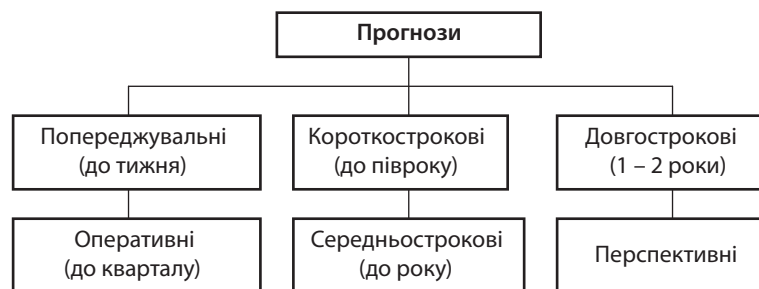 Прогнози
Попереджувальні
(до тижня)
Короткострокові
(до півроку)
Довгострокові
(1 – 2 роки)
Оперативні
(до кварталу)
Середньострокові
(до року)
Перспективні